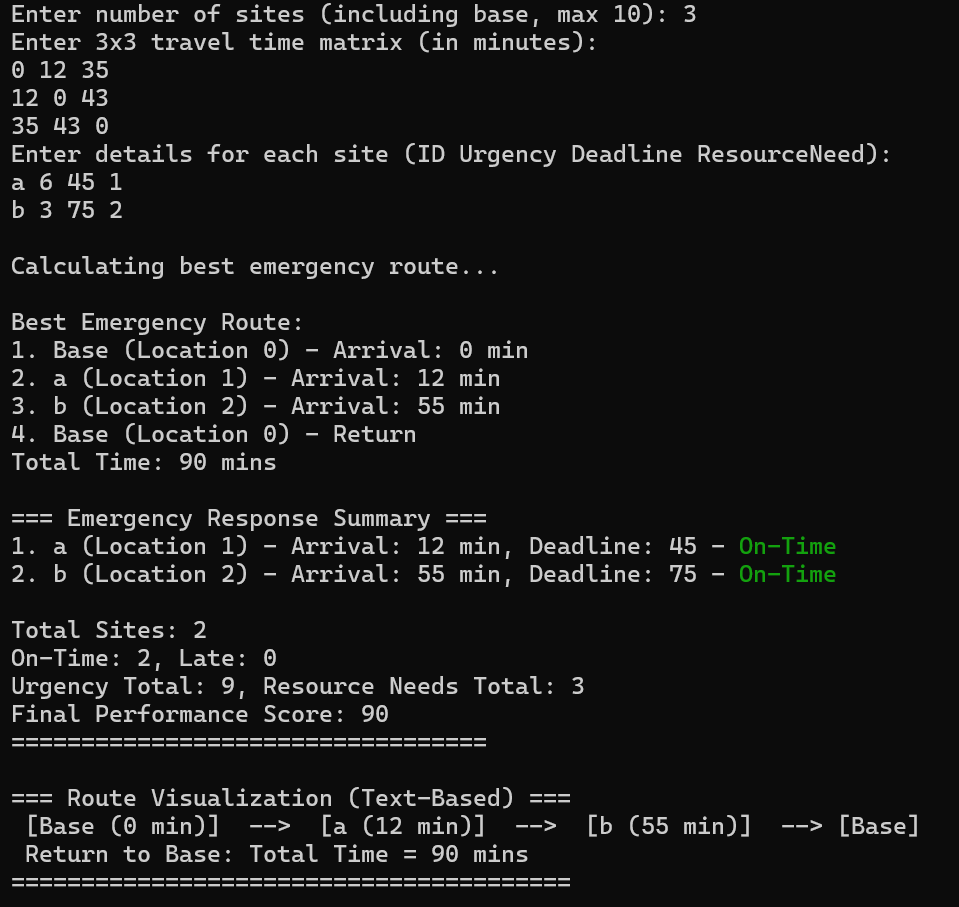 Enter number of sites (including base, max 10): 3
Enter 3x3 travel time matrix (in minutes):
0 12 35
12 0 43
35 43 0
Enter details for each site (ID Urgency Deadline ResourceNeed):
a 6 45 1
b 3 75 2

Calculating best emergency route...

Best Emergency Route:
1. Base (Location 0) - Arrival: 0 min
2. a (Location 1) - Arrival: 12 min
3. b (Location 2) - Arrival: 55 min
4. Base (Location 0) - Return
Total Time: 90 mins

=== Emergency Response Summary ===
1. a (Location 1) - Arrival: 12 min, Deadline: 45 - On-Time
2. b (Location 2) - Arrival: 55 min, Deadline: 75 - On-Time

Total Sites: 2
On-Time: 2, Late: 0
Urgency Total: 9, Resource Needs Total: 3
Final Performance Score: 90
==================================

=== Route Visualization (Text-Based) ===
 [Base (0 min)]  -->  [a (12 min)]  -->  [b (55 min)]  --> [Base]
 Return to Base: Total Time = 90 mins
========================================